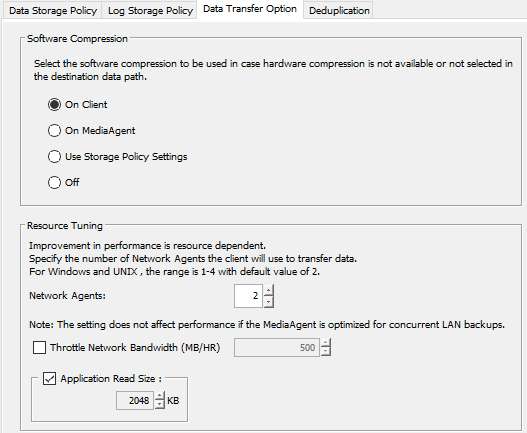 Data Storage Policy Log Storage Policy Data Transfer Option Deduplication
Software Compression
Select the software compression to be used in case hardware compression is not available or not selected in
the destination data path.
On Client
On MediaAgent
Use Storage Policy Settings
Off
Resource Tuning
Improvement in performance is resource dependent.
Specify the number of Network Agents the client will use to transfer data.
For Windows and UNIX , the range is 1-4 with default value of 2.
Network Agents: 2
Note: The setting does not affect performance if the MediaAgent is optimized for concurrent LAN backups.
Throttle Network Bandwidth (MB/HR) 500
Application Read Size :
2048 KB